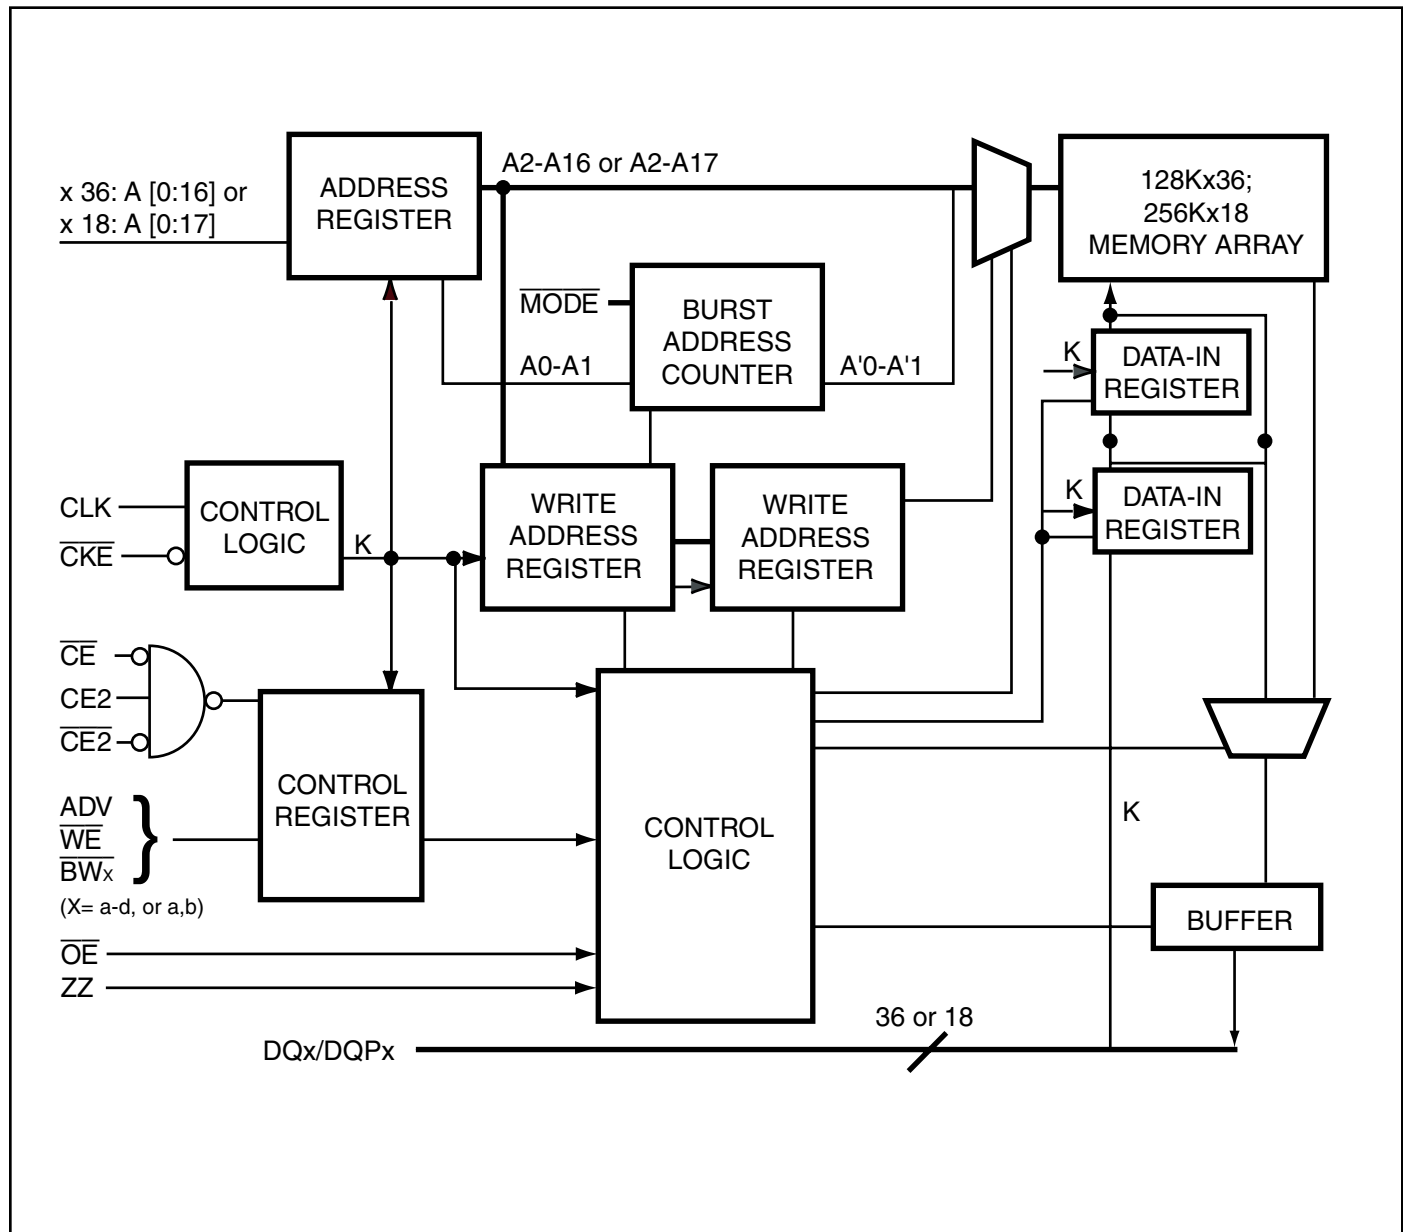 x 36: A [0:16] or
x 18: A [0:17]
ADDRESS
REGISTER
A2-A16 or A2-A17
128Kx36;
256Kx18
MEMORY ARRAY
MODE
BURST
ADDRESS
COUNTER
A0-A1
A'0-A'1
K
DATA-IN
REGISTER
K
DATA-IN
REGISTER
CLK
CKE
CONTROL
LOGIC
K
WRITE
ADDRESS
REGISTER
WRITE
ADDRESS
REGISTER
CE
CE2
CE2
CONTROL
REGISTER
ADV
WE
BWx
(X= a-d, or a,b)
CONTROL
LOGIC
K
BUFFER
OE
ZZ
36 or 18
DQx/DQPx